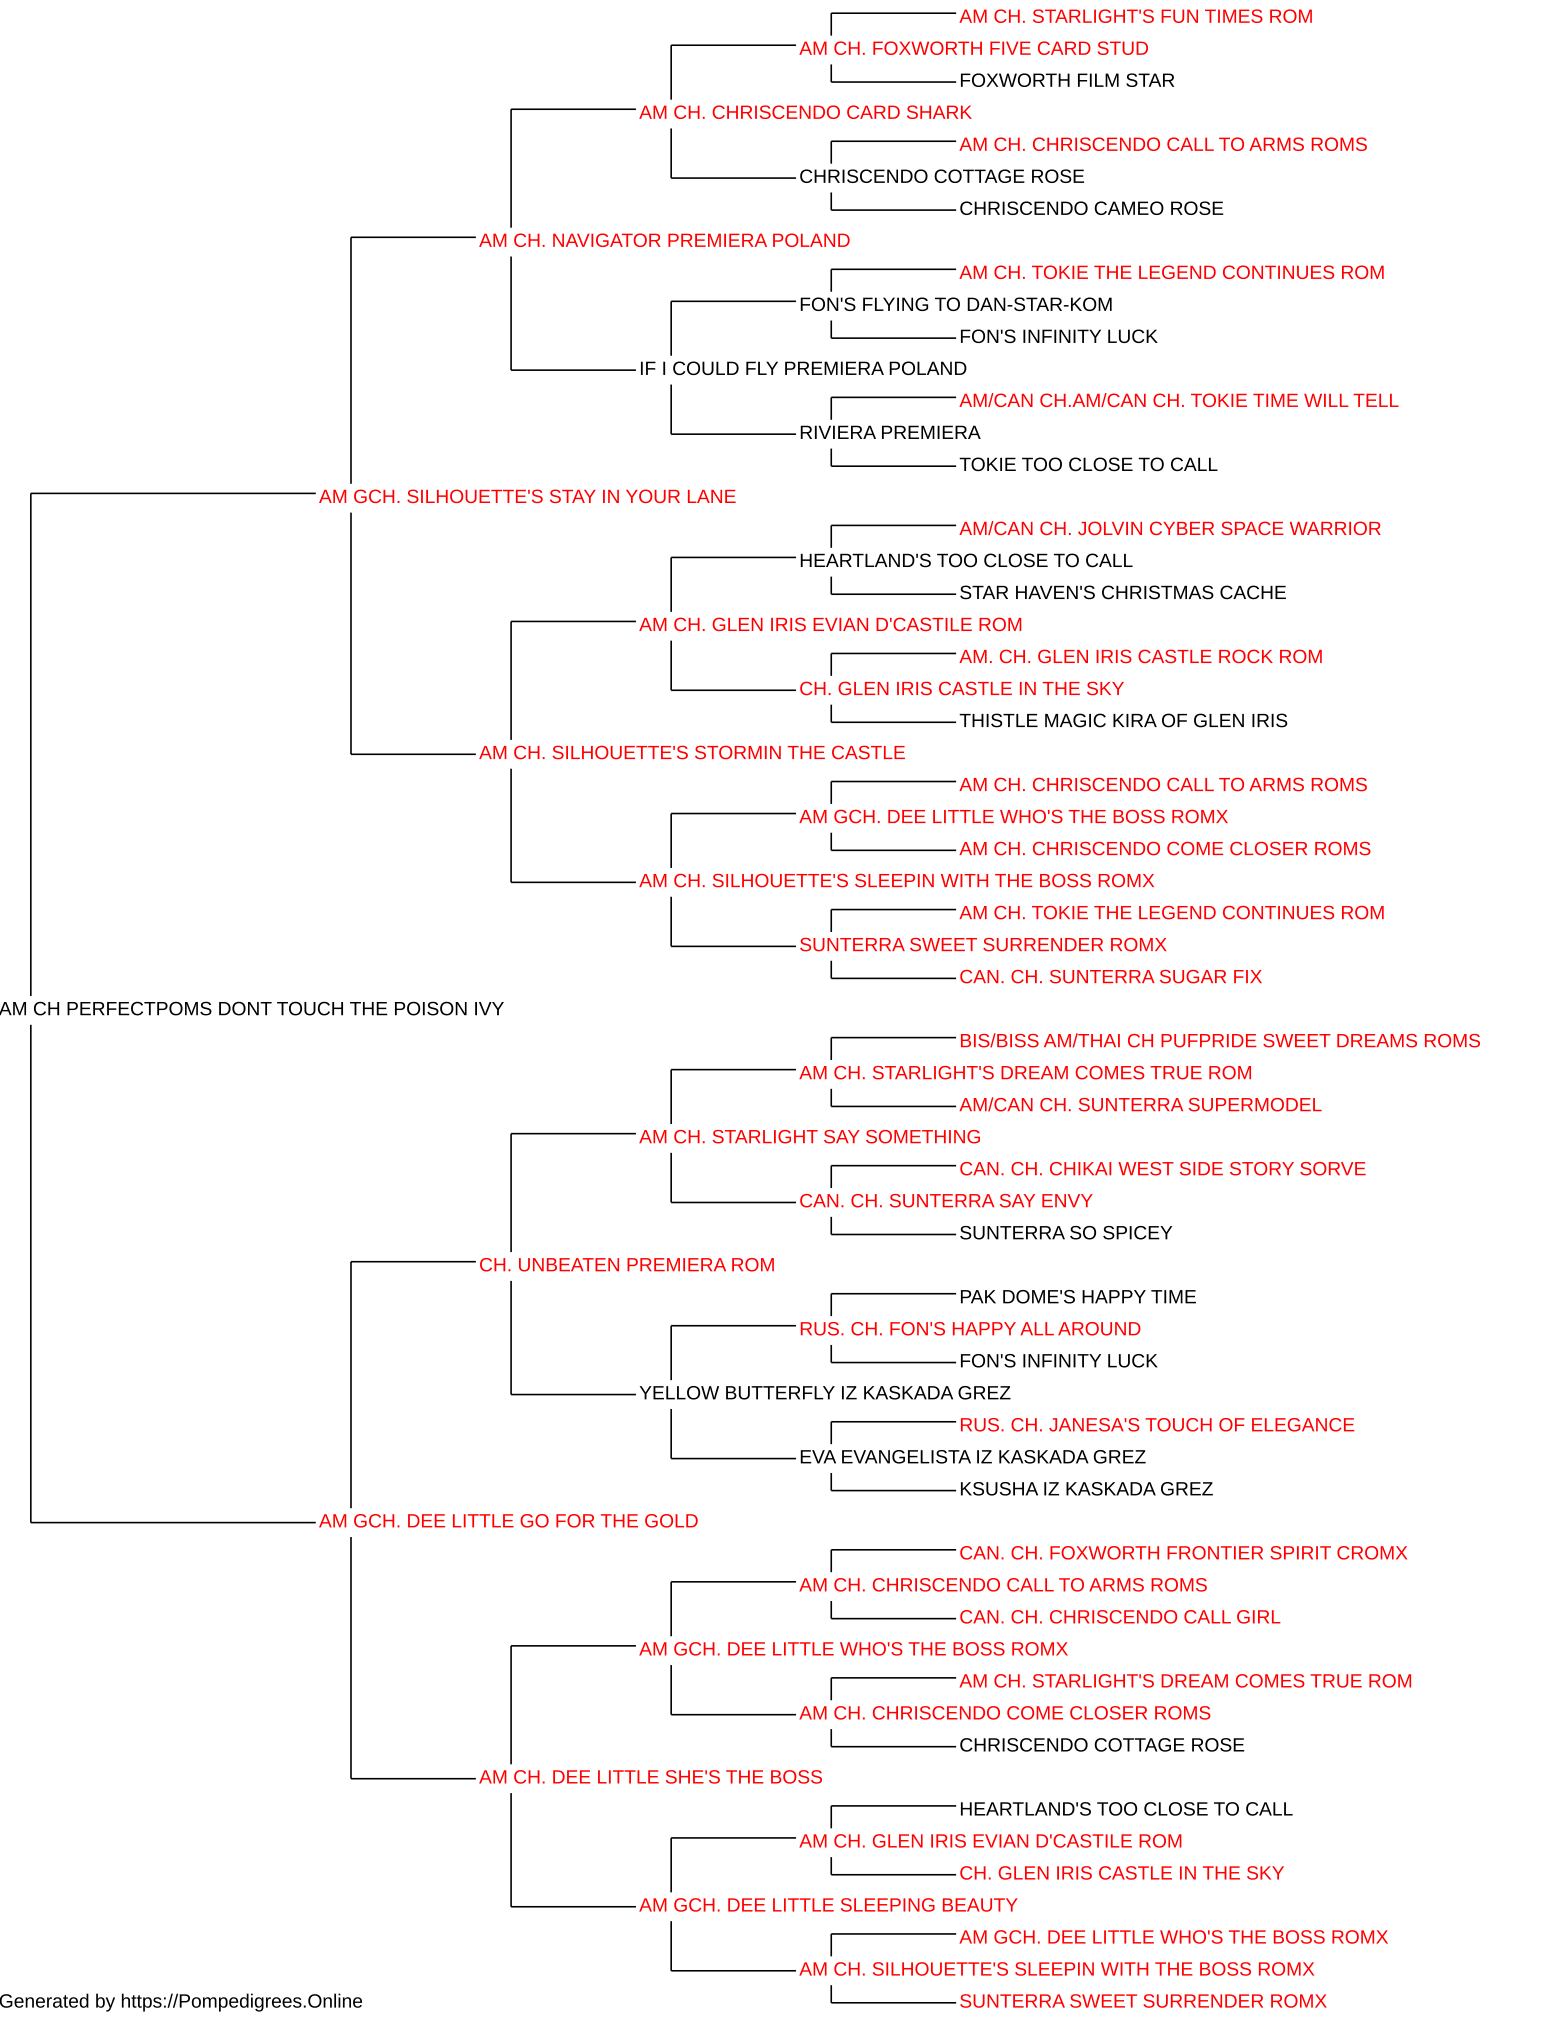 AM CH. STARLIGHT'S FUN TIMES ROM
AM CH. FOXWORTH FIVE CARD STUD
FOXWORTH FILM STAR
AM CH. CHRISCENDO CARD SHARK
AM CH. CHRISCENDO CALL TO ARMS ROMS
CHRISCENDO COTTAGE ROSE
CHRISCENDO CAMEO ROSE
AM CH. NAVIGATOR PREMIERA POLAND
AM CH. TOKIE THE LEGEND CONTINUES ROM
FON'S FLYING TO DAN-STAR-KOM
FON'S INFINITY LUCK
IF I COULD FLY PREMIERA POLAND
AM/CAN CH.AM/CAN CH. TOKIE TIME WILL TELL
RIVIERA PREMIERA
TOKIE TOO CLOSE TO CALL
AM GCH. SILHOUETTE'S STAY IN YOUR LANE
AM/CAN CH. JOLVIN CYBER SPACE WARRIOR
HEARTLAND'S TOO CLOSE TO CALL
STAR HAVEN'S CHRISTMAS CACHE
AM CH. GLEN IRIS EVIAN D'CASTILE ROM
AM. CH. GLEN IRIS CASTLE ROCK ROM
CH. GLEN IRIS CASTLE IN THE SKY
THISTLE MAGIC KIRA OF GLEN IRIS
AM CH. SILHOUETTE'S STORMIN THE CASTLE
AM CH. CHRISCENDO CALL TO ARMS ROMS
AM GCH. DEE LITTLE WHO'S THE BOSS ROMX
AM CH. CHRISCENDO COME CLOSER ROMS
AM CH. SILHOUETTE'S SLEEPIN WITH THE BOSS ROMX
AM CH. TOKIE THE LEGEND CONTINUES ROM
SUNTERRA SWEET SURRENDER ROMX
CAN. CH. SUNTERRA SUGAR FIX
AM CH PERFECTPOMS DONT TOUCH THE POISON IVY
BIS/BISS AM/THAI CH PUFPRIDE SWEET DREAMS ROMS
AM CH. STARLIGHT'S DREAM COMES TRUE ROM
AM/CAN CH. SUNTERRA SUPERMODEL
AM CH. STARLIGHT SAY SOMETHING
CAN. CH. CHIKAI WEST SIDE STORY SORVE
CAN. CH. SUNTERRA SAY ENVY
SUNTERRA SO SPICEY
CH. UNBEATEN PREMIERA ROM
PAK DOME'S HAPPY TIME
RUS. CH. FON'S HAPPY ALL AROUND
FON'S INFINITY LUCK
YELLOW BUTTERFLY IZ KASKADA GREZ
RUS. CH. JANESA'S TOUCH OF ELEGANCE
EVA EVANGELISTA IZ KASKADA GREZ
KSUSHA IZ KASKADA GREZ
AM GCH. DEE LITTLE GO FOR THE GOLD
CAN. CH. FOXWORTH FRONTIER SPIRIT CROMX
AM CH. CHRISCENDO CALL TO ARMS ROMS
CAN. CH. CHRISCENDO CALL GIRL
AM GCH. DEE LITTLE WHO'S THE BOSS ROMX
AM CH. STARLIGHT'S DREAM COMES TRUE ROM
AM CH. CHRISCENDO COME CLOSER ROMS
CHRISCENDO COTTAGE ROSE
AM CH. DEE LITTLE SHE'S THE BOSS
HEARTLAND'S TOO CLOSE TO CALL
AM CH. GLEN IRIS EVIAN D'CASTILE ROM
CH. GLEN IRIS CASTLE IN THE SKY
AM GCH. DEE LITTLE SLEEPING BEAUTY
AM GCH. DEE LITTLE WHO'S THE BOSS ROMX
AM CH. SILHOUETTE'S SLEEPIN WITH THE BOSS ROMX
SUNTERRA SWEET SURRENDER ROMX
Generated by https://Pompedigrees.Online